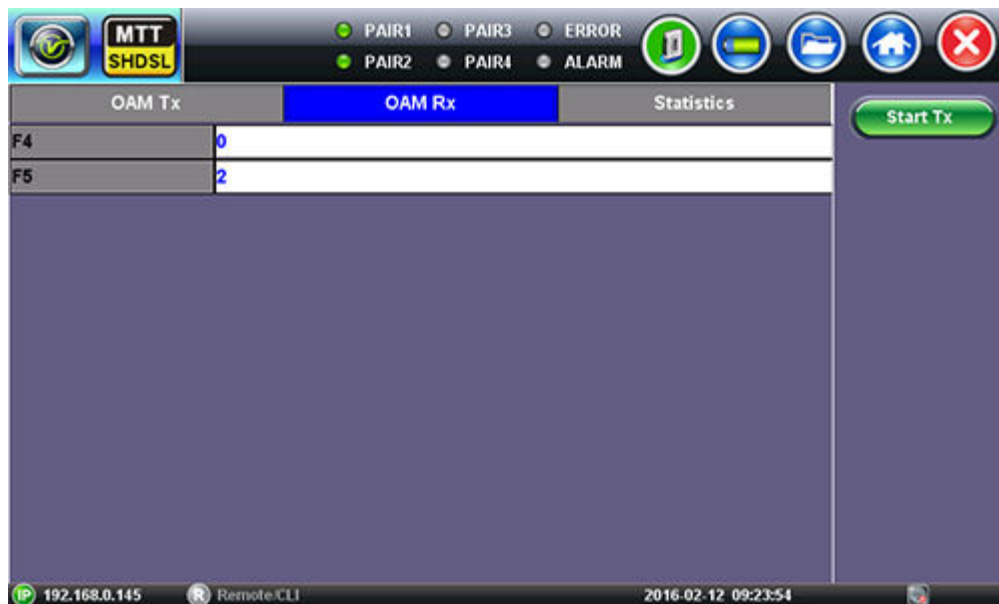 MTT
SHDSL
PAIR1 PAIR3 ERROR
PAIR2 PAIR4 ALARM
OAM Tx OAM Rx Statistics
Start Tx
F4 0
F5 2
IP 192.168.0.145 R Remote/CLI 2016-02-12 09:23:54